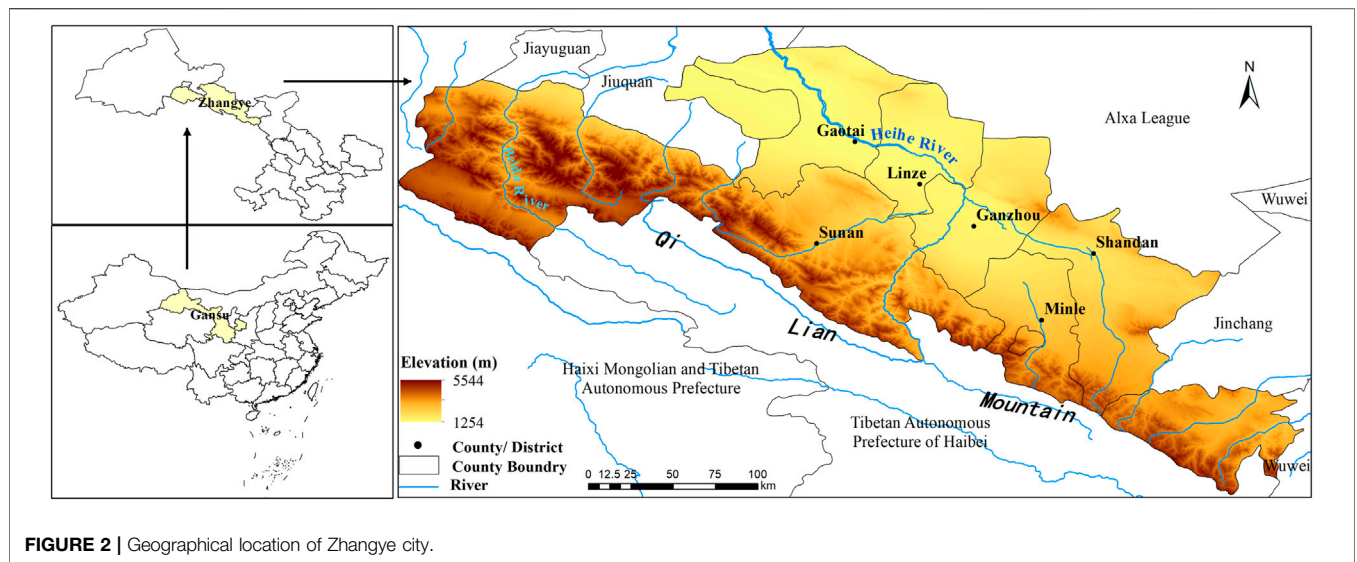 Zhangye
Gansu
Jiayuguan
Jiuquan
N
Alxa League
Gaotai
Heihe River
Linze
Wuwei
Ganzhou
Sunan
Shandan
Qi
Minle
Lian
Jinchang
Elevation (m)
5544
1254
Haixi Mongolian and Tibetan
Autonomous Prefecture
Mountain
Tibetan Autonomous
Prefecture of Haibei
County/ District
County Boundry
River
0 12.5 25 50 75 100
km
Wuwei
FIGURE 2 | Geographical location of Zhangye city.